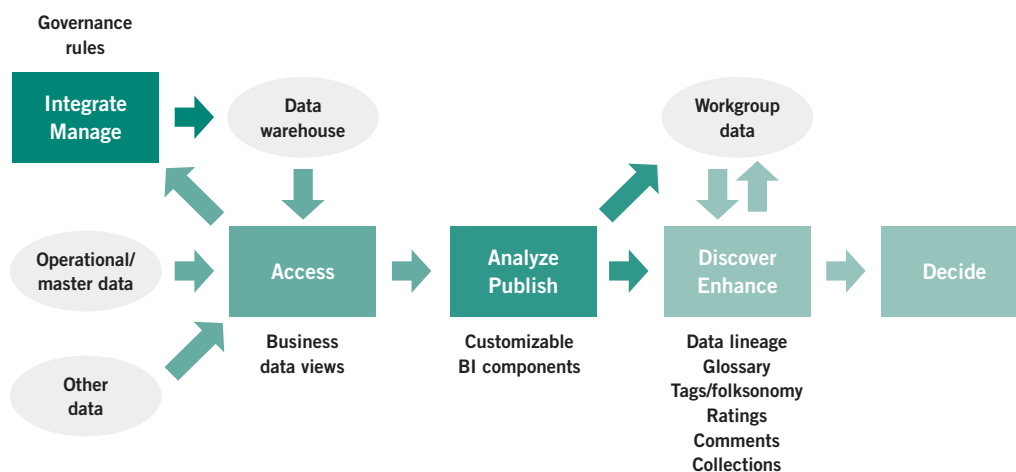 Governance
rules
Integrate
Manage
Data
warehouse
Workgroup
data
Operational/
master data
Access
Analyze
Publish
Discover
Enhance
Decide
Business
data views
Customizable
BI components
Data lineage
Glossary
Tags/folksonomy
Ratings
Comments
Collections
Other
data